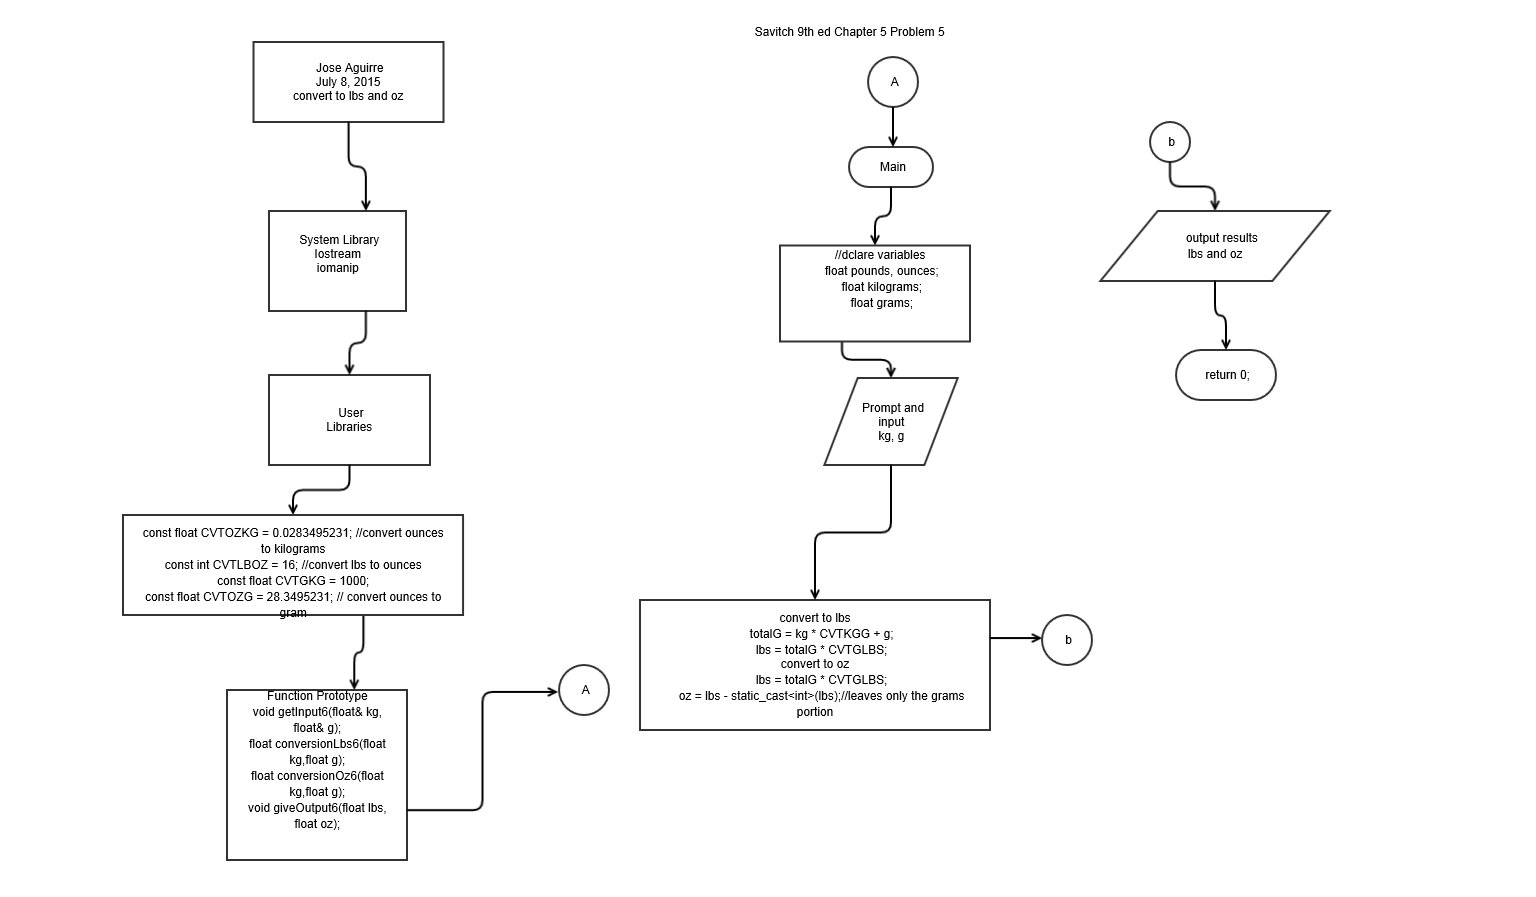 Savitch 9th ed Chapter 5 Problem 5
Jose Aguirre
July 8, 2015
convert to lbs and oz
System Library
Iostream
iomanip
User
Libraries
const float CVTOZKG = 0.0283495231; //convert ounces
to kilograms
const int CVTLBOZ = 16; //convert lbs to ounces
const float CVTGKG = 1000;
const float CVTOZG = 28.3495231; // convert ounces to
gram
Function Prototype
void getInput6(float& kg,
float& g);
float conversionLbs6(float
kg,float g);
float conversionOz6(float
kg,float g);
void giveOutput6(float lbs,
float oz);
A
A
Main
//dclare variables
float pounds, ounces;
float kilograms;
float grams;
Prompt and
input
kg, g
convert to lbs
totalG = kg * CVTKGG + g;
lbs = totalG * CVTGLBS;
convert to oz
lbs = totalG * CVTGLBS;
oz = lbs - static_cast<int>(lbs);//leaves only the grams
portion
b
b
output results
lbs and oz
return 0;